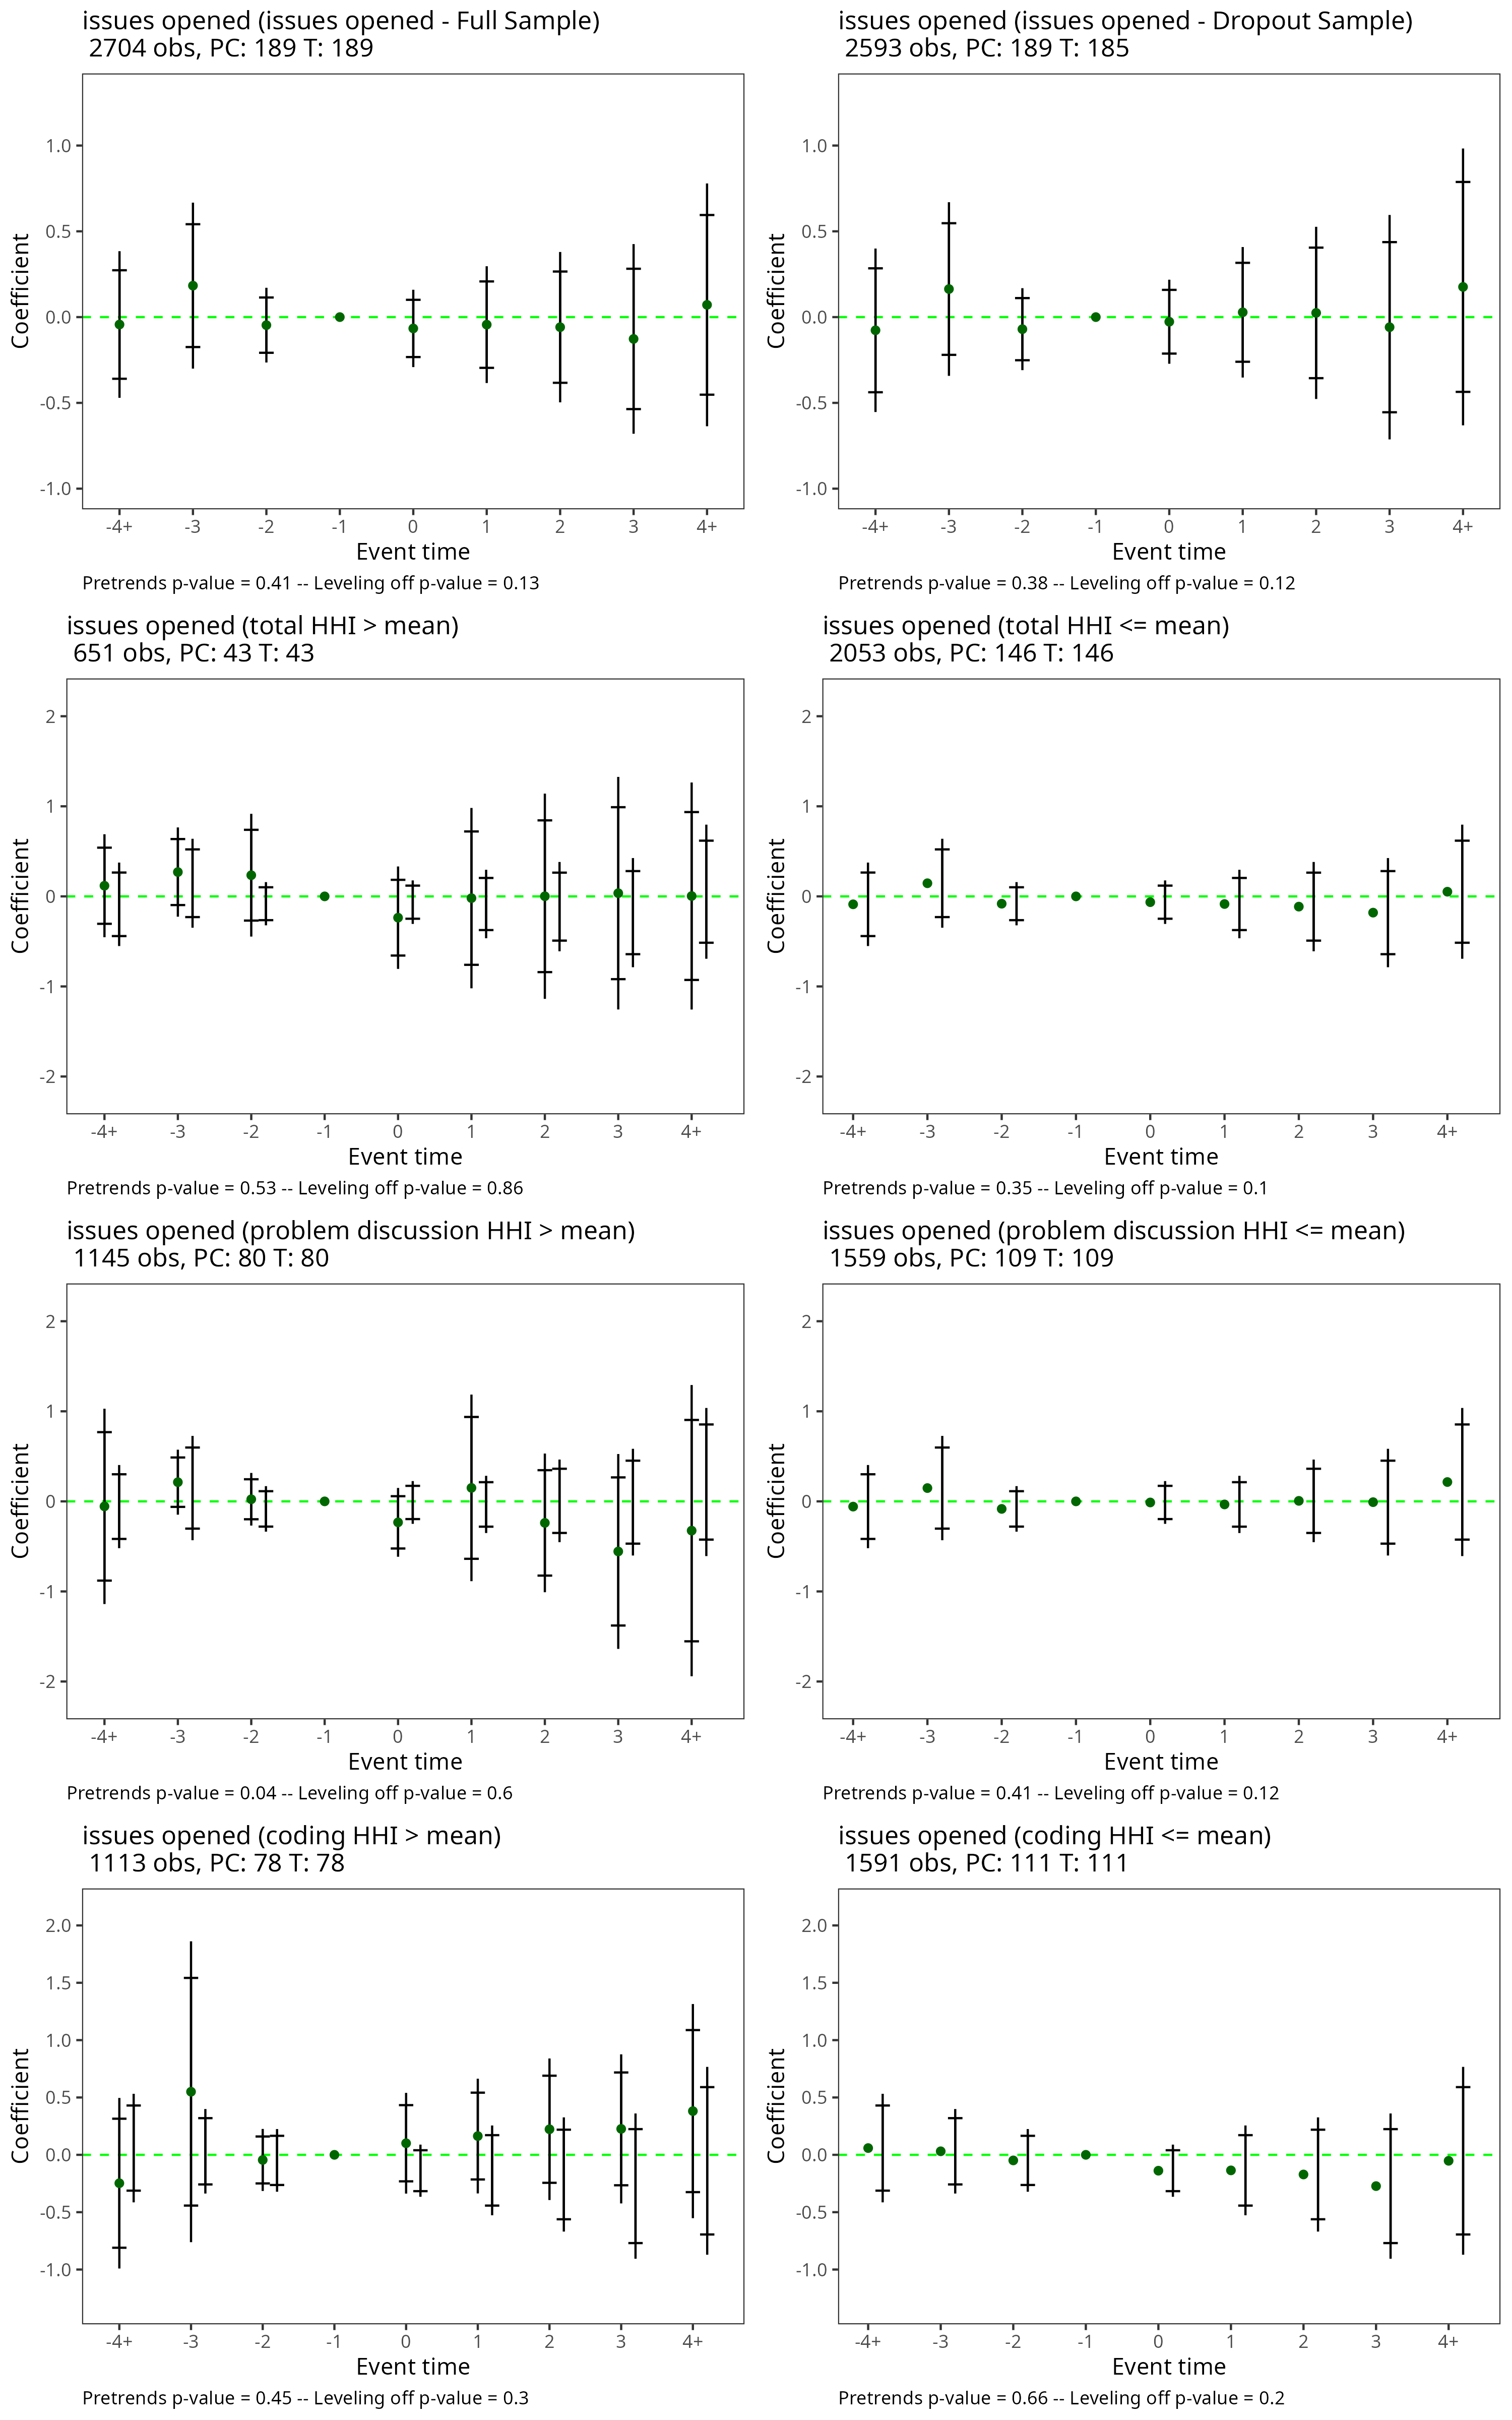 issues opened (issues opened - Full Sample)
2704 obs, PC: 189 T: 189
Coefficient
1.0
0.5
0.0
-0.5
-1.0
-4+ -3 -2 -1 0 1 2 3 4+
Event time
Pretrends p-value = 0.41 -- Leveling off p-value = 0.13
issues opened (issues opened - Dropout Sample)
2593 obs, PC: 189 T: 185
Coefficient
1.0
0.5
0.0
-0.5
-1.0
-4+ -3 -2 -1 0 1 2 3 4+
Event time
Pretrends p-value = 0.38 -- Leveling off p-value = 0.12
issues opened (total HHI > mean)
651 obs, PC: 43 T: 43
Coefficient
2
1
0
-1
-2
-4+ -3 -2 -1 0 1 2 3 4+
Event time
Pretrends p-value = 0.53 -- Leveling off p-value = 0.86
issues opened (total HHI <= mean)
2053 obs, PC: 146 T: 146
Coefficient
2
1
0
-1
-2
-4+ -3 -2 -1 0 1 2 3 4+
Event time
Pretrends p-value = 0.35 -- Leveling off p-value = 0.1
issues opened (problem discussion HHI > mean)
1145 obs, PC: 80 T: 80
Coefficient
2
1
0
-1
-2
-4+ -3 -2 -1 0 1 2 3 4+
Event time
Pretrends p-value = 0.04 -- Leveling off p-value = 0.6
issues opened (problem discussion HHI <= mean)
1559 obs, PC: 109 T: 109
Coefficient
2
1
0
-1
-2
-4+ -3 -2 -1 0 1 2 3 4+
Event time
Pretrends p-value = 0.41 -- Leveling off p-value = 0.12
issues opened (coding HHI > mean)
1113 obs, PC: 78 T: 78
Coefficient
2.0
1.5
1.0
0.5
0.0
-0.5
-1.0
-4+ -3 -2 -1 0 1 2 3 4+
Event time
Pretrends p-value = 0.45 -- Leveling off p-value = 0.3
issues opened (coding HHI <= mean)
1591 obs, PC: 111 T: 111
Coefficient
2.0
1.5
1.0
0.5
0.0
-0.5
-1.0
-4+ -3 -2 -1 0 1 2 3 4+
Event time
Pretrends p-value = 0.66 -- Leveling off p-value = 0.2